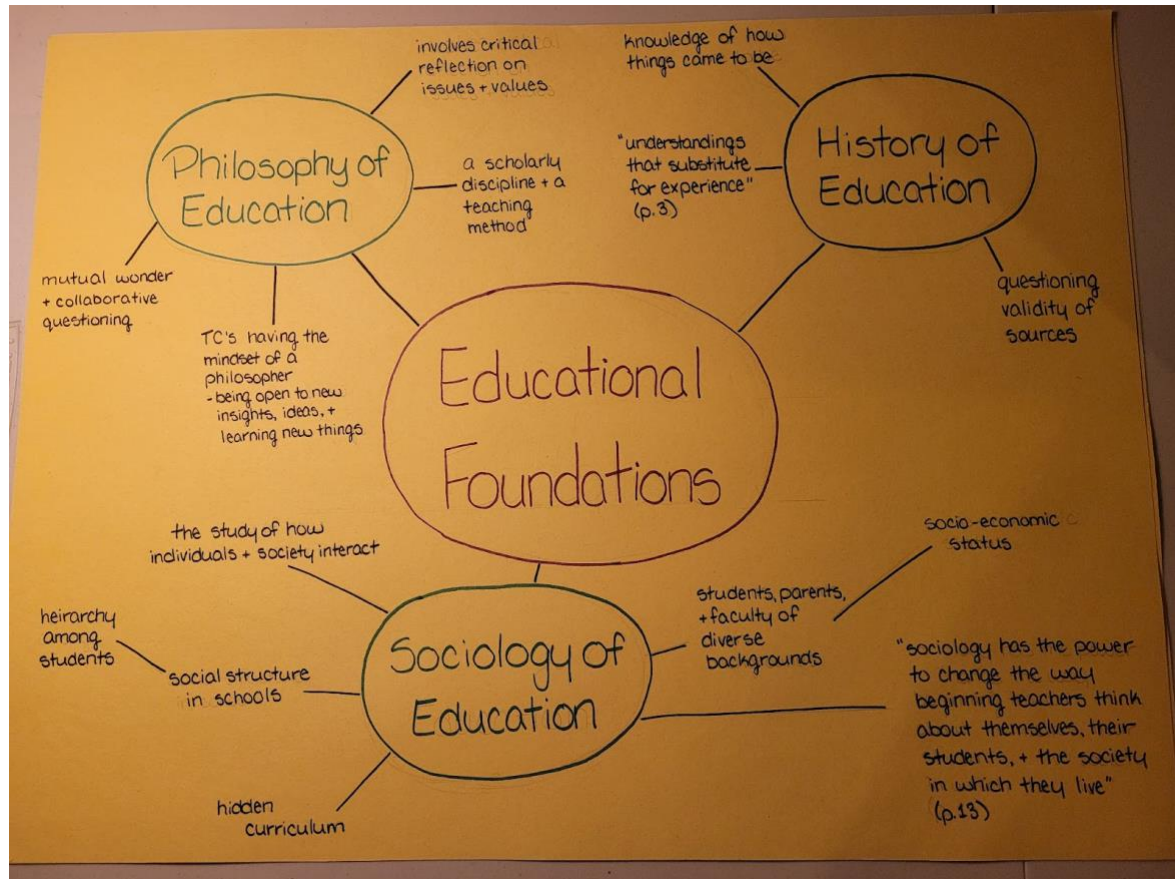 Educational
Foundations
Philosophy of
Education
involves critical
reflection on
issues + values
a scholarly
discipline + a
teaching
method
TC's having the
mindset of a
philosopher
- being open to new
insights, ideas, +
learning new things
mutual wonder
+ collaborative
questioning
History of
Education
knowledge of how
things came to be
"understandings
that substitute
for experience"
(p.3)
questioning
validity of
sources
Sociology of
Education
the study of how
individuals + society interact
social structure
in schools
heirarchy
among
students
hidden
curriculum
students, parents,
+ faculty of
diverse
backgrounds
socio-economic
status
"sociology has the power
to change the way
beginning teachers think
about themselves, their
students, + the society
in which they live"
(p.13)